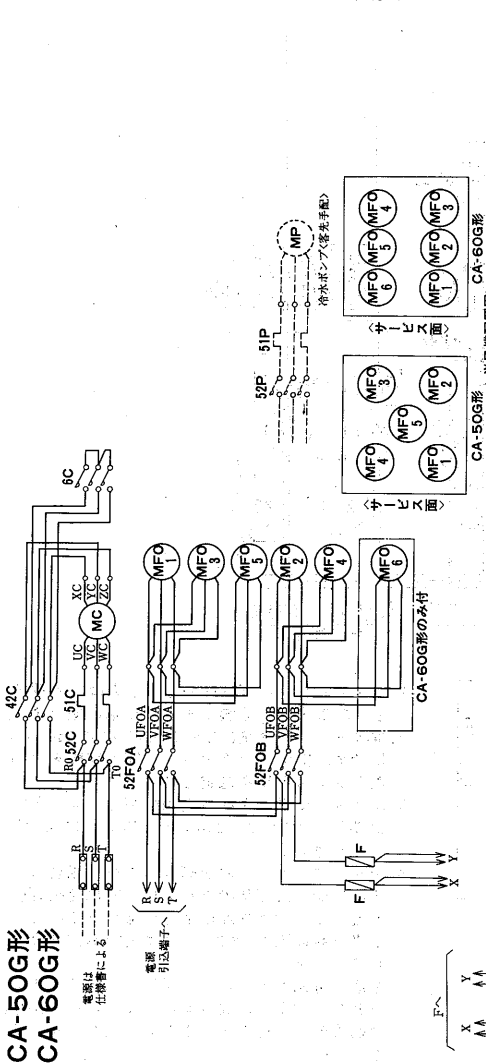 CA-50G形
CA-60G形
電源は
仕様書による
R
S
T
R0
T0
52C
51C
42C
6C
UC
VC
WC
MC
XC
YC
ZC
電源
引込端子へ
R
S
T
52FOA
UFOA
VFOA
WFOA
MFO
1
MFO
3
MFO
5
52FOB
UFOB
VFOB
WFOB
MFO
2
MFO
4
MFO
6
CA-60G形のみ付
F
F
X
Y
Fへ
X
Y
52P
51P
MP
冷水ポンプ〈客先手配〉
〈サービス面〉
MFO
4
MFO
3
MFO
5
MFO
1
MFO
2
CA-50G形
〈サービス面〉
MFO
6
MFO
5
MFO
4
MFO
1
MFO
2
MFO
3
CA-60G形